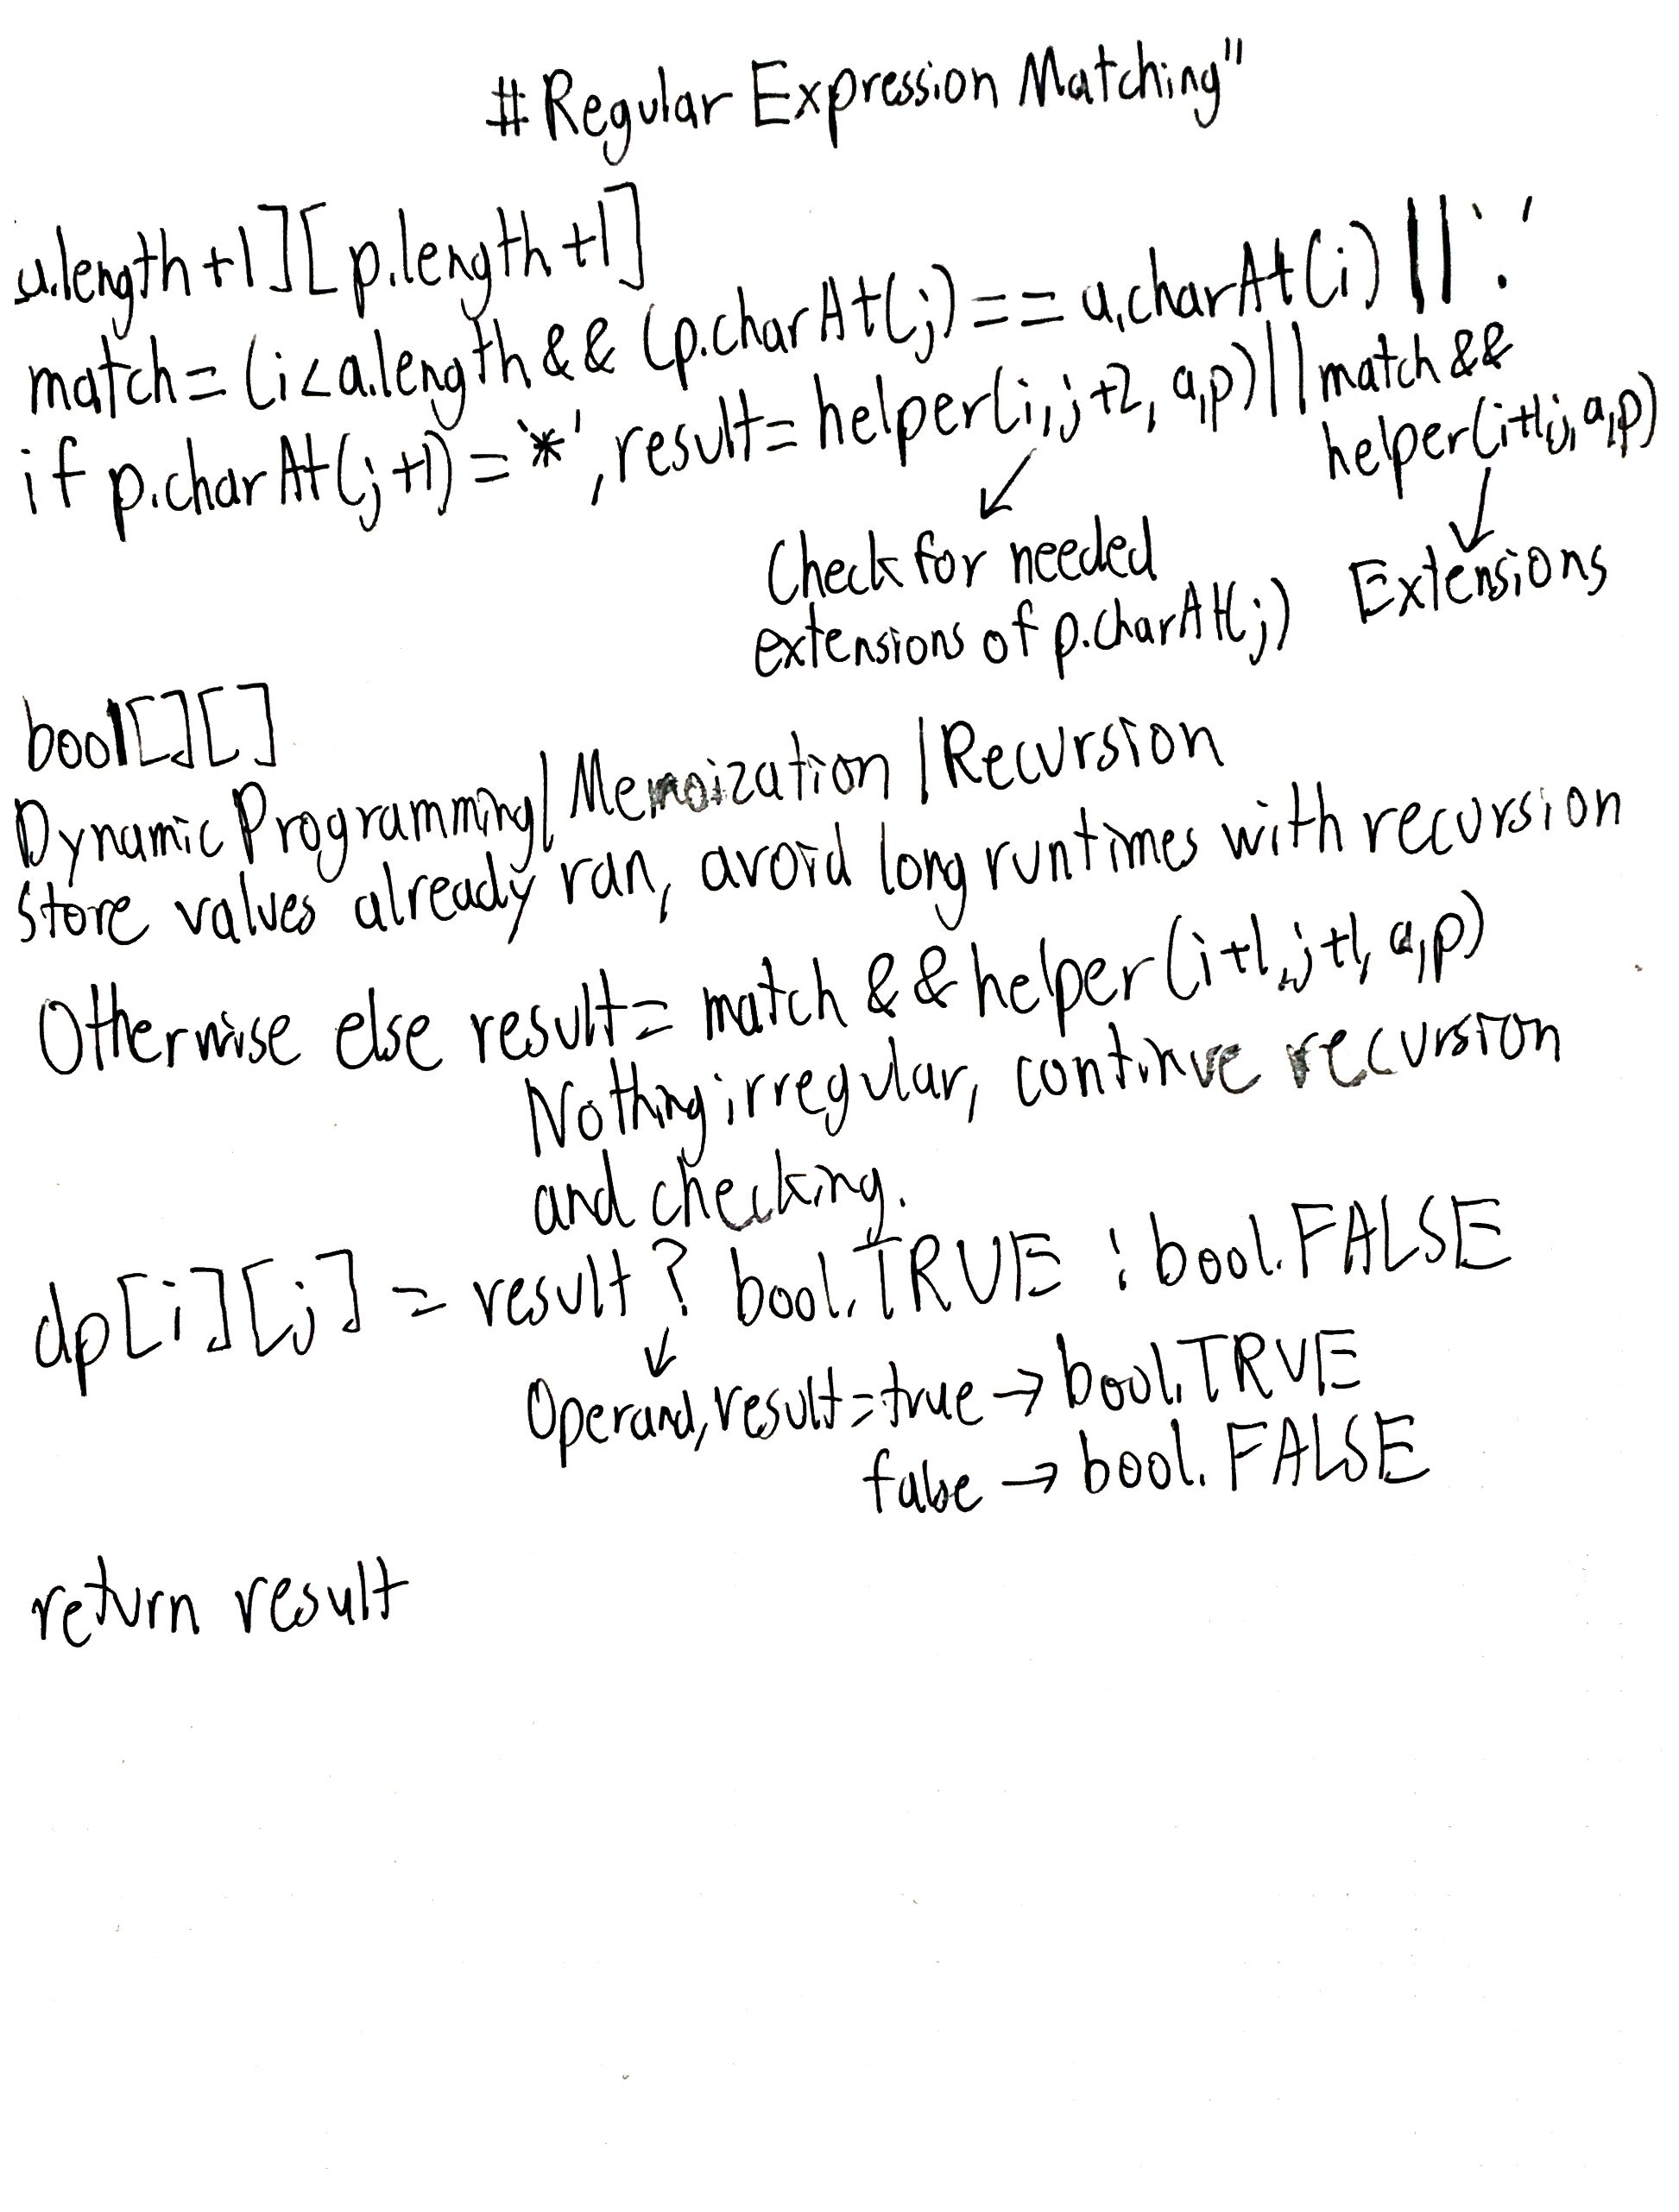 # Regular Expression Matching"
a.length+1][p.length+1]
match=(i<a.length && (p.charAt(j)==a.charAt(i) || '.'
if p.charAt(j+1)='*', result=helper(i,j+2, a,p)||match &&
helper(i+1,j,a,p)
Check for needed
extensions of p.charAt(j)
Extensions
bool[][]
Dynamic Programming/Memoization/Recursion
Store values already ran, avoid long runtimes with recursion
Otherwise else result= match && helper(i+1,j+1, a,p)
Nothing irregular, continue recursion
and checking.
dp[i][j] = result ? bool.TRUE : bool.FALSE
Operand, result=true → bool.TRUE
false → bool.FALSE
return result